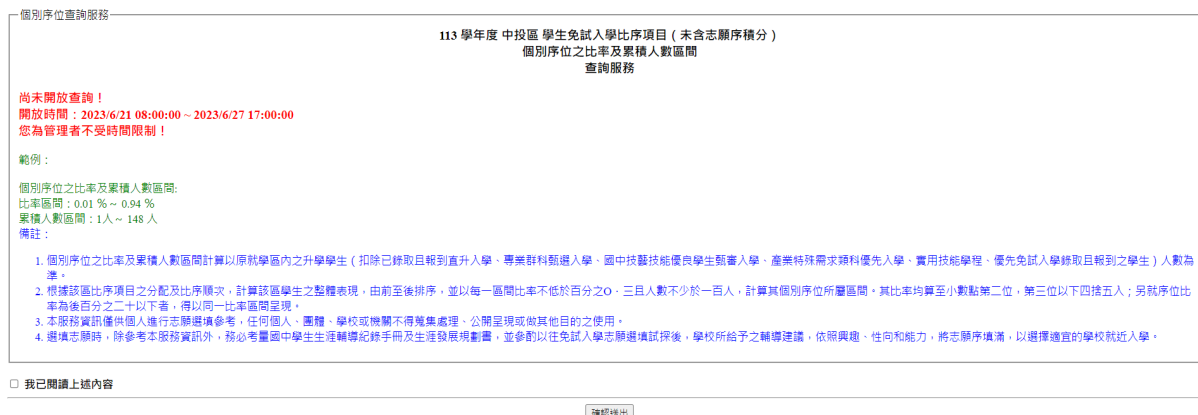 個別序位查詢服務
113 學年度 中投區 學生免試入學比序項目 ( 未含志願序積分 )
個別序位之比率及累積人數區間
查詢服務
尚未開放查詢！
開放時間：2023/6/21 08:00:00 ~ 2023/6/27 17:00:00
您為管理者不受時間限制！
範例：
個別序位之比率及累積人數區間:
比率區間：0.01 % ~ 0.94 %
累積人數區間：1人 ~ 148 人
備註：
1. 個別序位之比率及累積人數區間計算以原就學區內之升學學生（扣除已錄取且報到直升入學、專業群科甄選入學、國中技藝技能優良學生甄審入學、產業特殊需求類科優先入學、實用技能學程、優先免試入學錄取且報到之學生）人數為
準。
2. 根據該區比序項目之分配及比序順次，計算該區學生之整體表現，由前至後排序，並以每一區間比率不低於百分之O．三且人數不少於一百人，計算其個別序位所屬區間。其比率均算至小數點第二位，第三位以下四捨五入；另就序位比
率為後百分之二十以下者，得以同一比率區間呈現。
3. 本服務資訊僅供個人進行志願選填參考，任何個人、團體、學校或機關不得蒐集處理、公開呈現或做其他目的之使用。
4. 選填志願時，除參考本服務資訊外，務必考量國中學生生涯輔導紀錄手冊及生涯發展規劃書，並參酌以往免試入學志願選填試探後，學校所給予之輔導建議，依照興趣、性向和能力，將志願序填滿，以選擇適宜的學校就近入學。
我已閱讀上述內容
確認送出